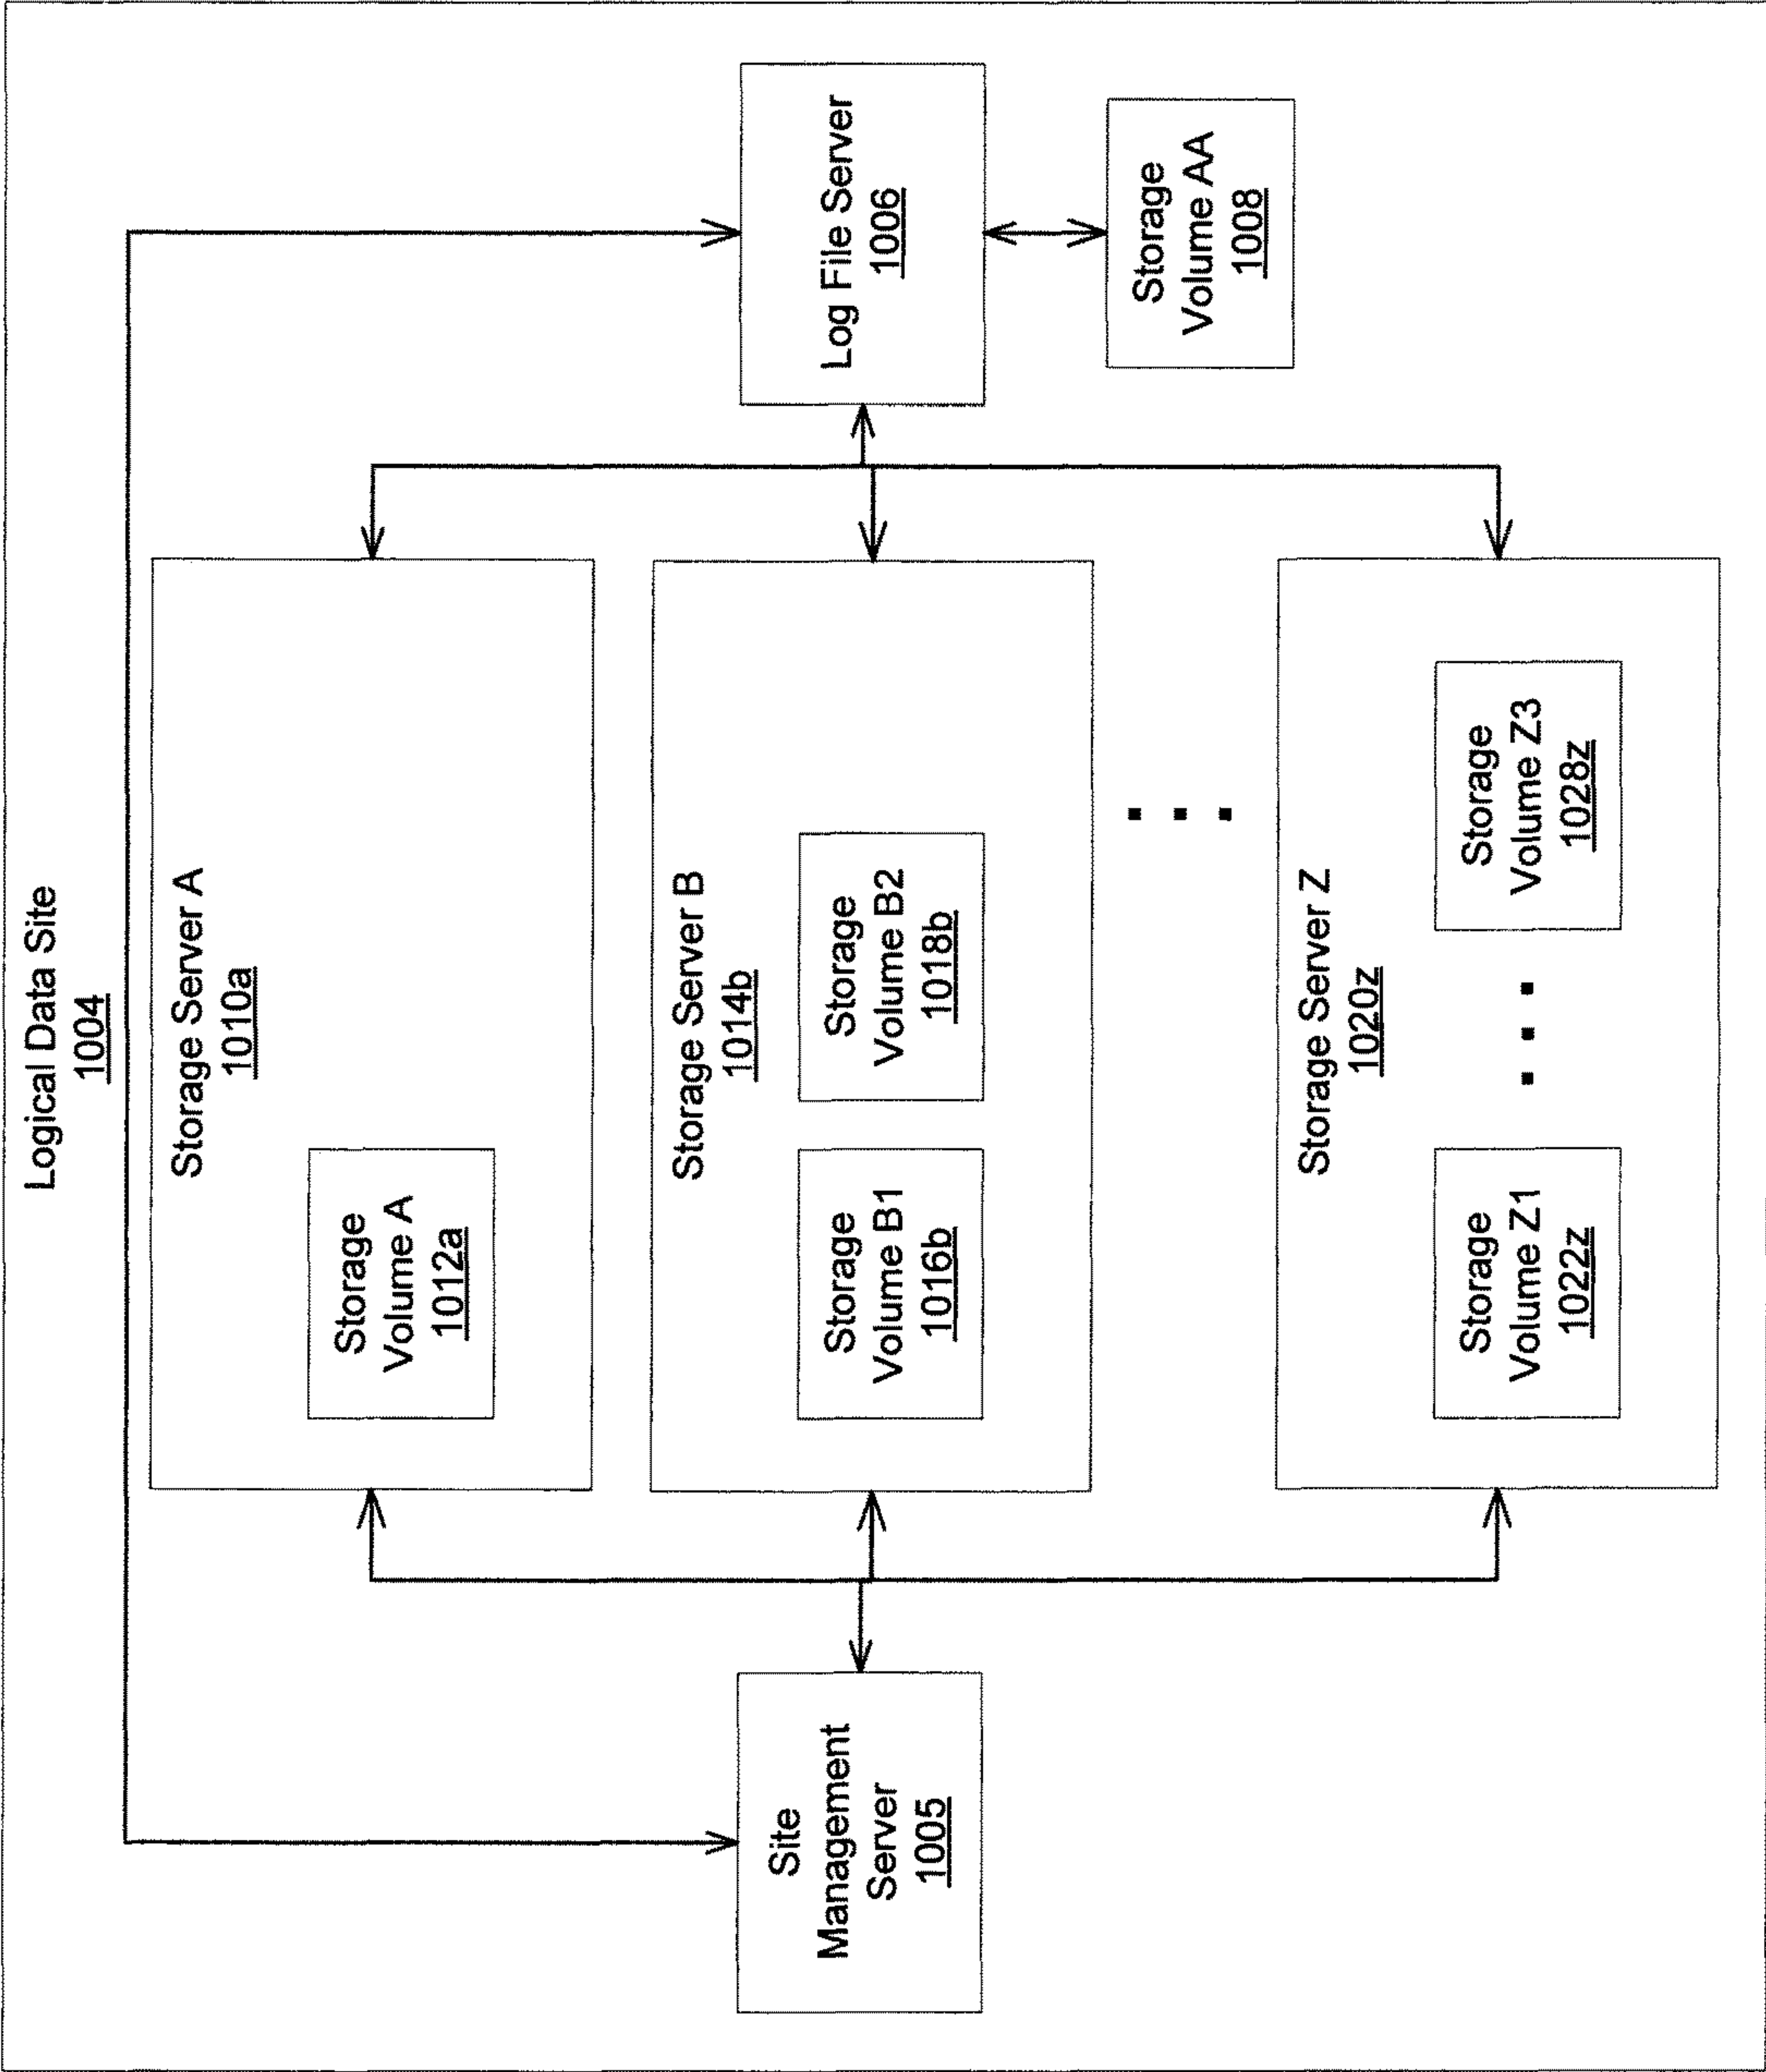 Logical Data Site
1004
Storage Server A
1010a
Storage
Volume A
1012a
Storage Server B
1014b
Storage
Volume B1
1016b
Storage
Volume B2
1018b
Storage Server Z
1020z
Storage
Volume Z1
1022z
Storage
Volume Z3
1028z
Site
Management
Server
1005
Log File Server
1006
Storage
Volume AA
1008